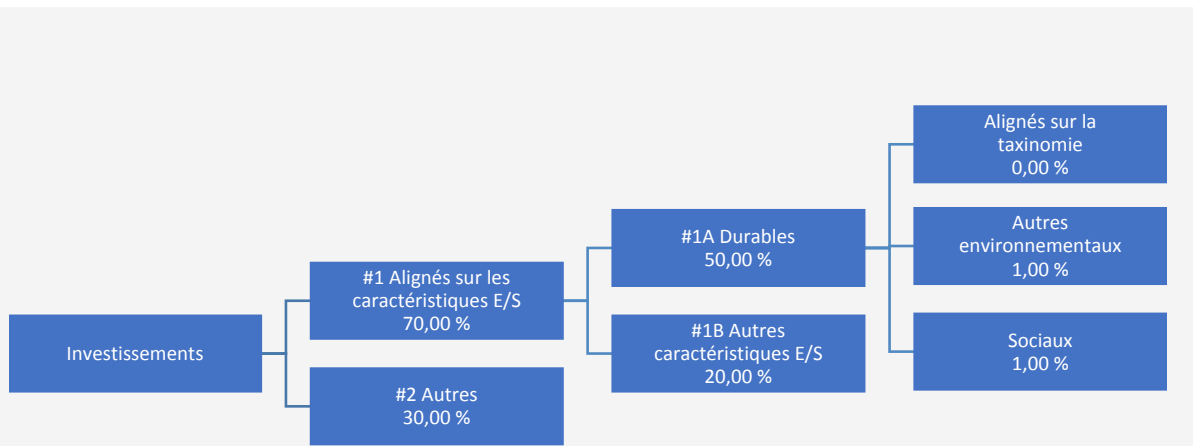 Investissements
#1 Alignés sur les
caractéristiques E/S
70,00 %
#2 Autres
30,00 %
#1A Durables
50,00 %
#1B Autres
caractéristiques E/S
20,00 %
Alignés sur la
taxinomie
0,00 %
Autres
environnementaux
1,00 %
Sociaux
1,00 %